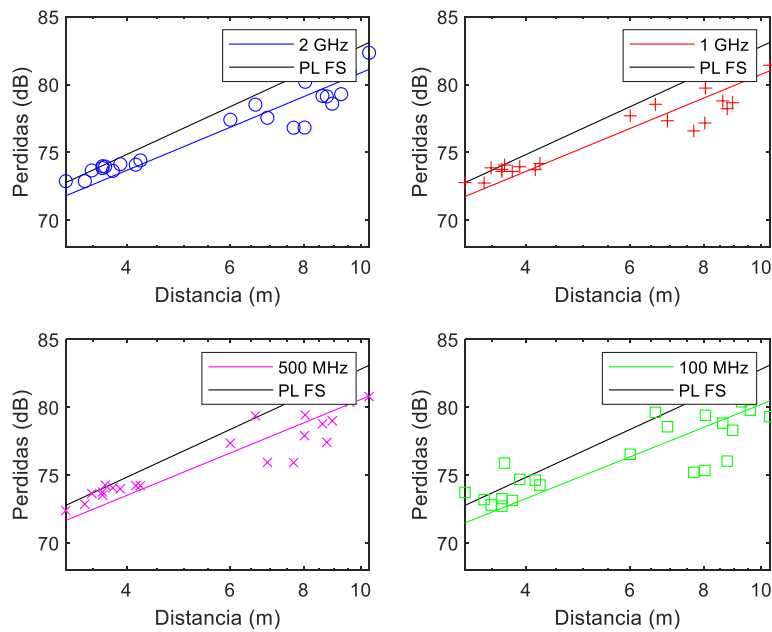 85
80
75
70
Perdidas (dB)
2 GHz
PL FS
4
6
8
10
Distancia (m)
85
80
75
70
Perdidas (dB)
1 GHz
PL FS
4
6
8
10
Distancia (m)
85
80
75
70
Perdidas (dB)
500 MHz
PL FS
4
6
8
10
Distancia (m)
85
80
75
70
Perdidas (dB)
100 MHz
PL FS
4
6
8
10
Distancia (m)